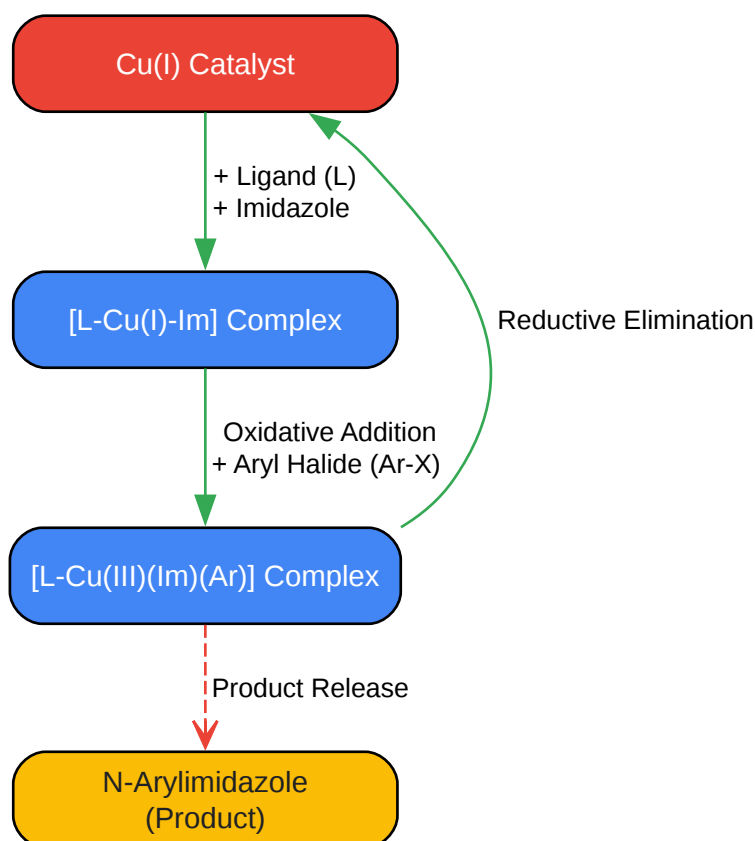 Cu(I) Catalyst
+ Ligand (L)
+ Imidazole
[L-Cu(I)-Im] Complex
Reductive Elimination
Oxidative Addition
+ Aryl Halide (Ar-X)
[L-Cu(III)(Im)(Ar)] Complex
Product Release
N-Arylimidazole
(Product)